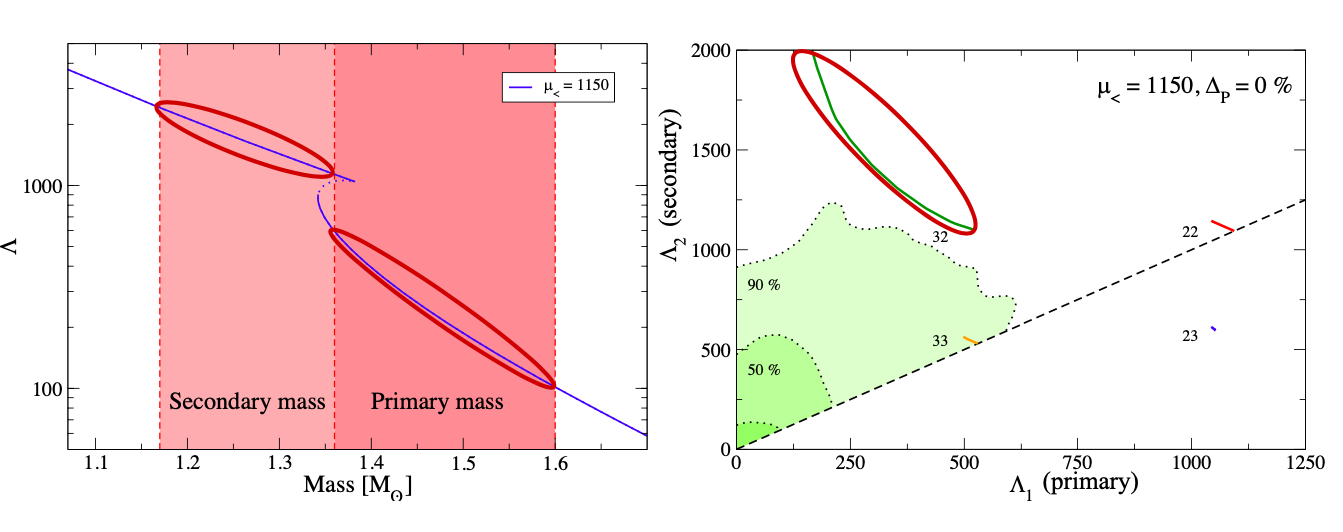 μ< = 1150
1000
100
Λ
Secondary mass
Primary mass
1.1 1.2 1.3 1.4 1.5 1.6
Mass [M⊙]
μ< = 1150, ΔP = 0 %
2000
1500
1000
500
0
Λ2 (secondary)
32
22
90 %
33
23
50 %
0 250 500 750 1000 1250
Λ1 (primary)